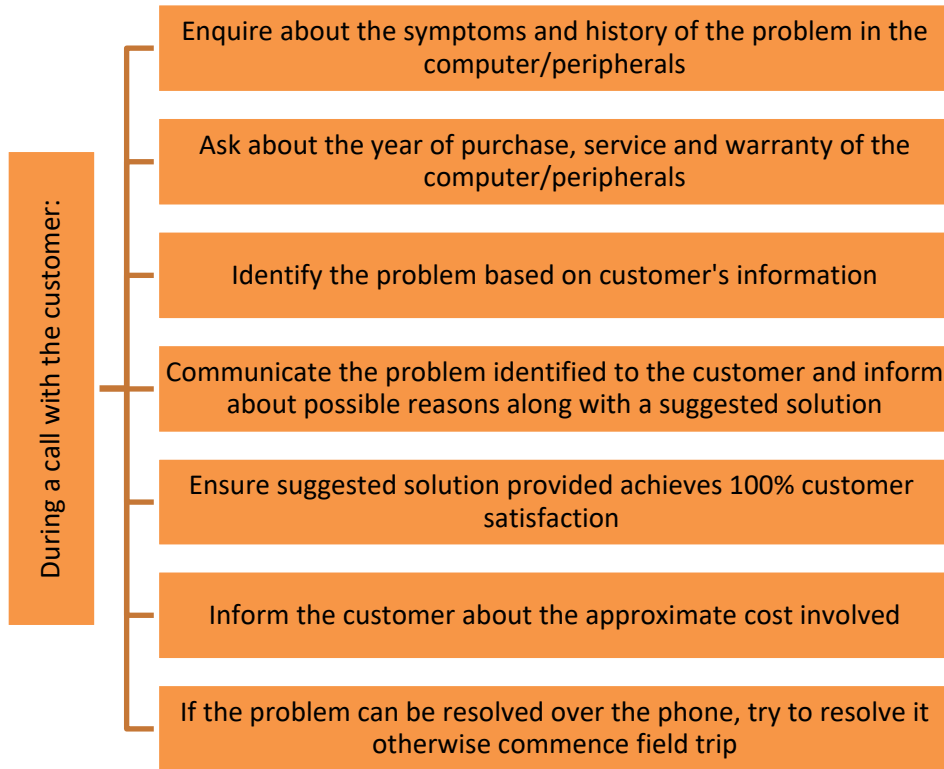 During a call with the customer:
Enquire about the symptoms and history of the problem in the
computer/peripherals
Ask about the year of purchase, service and warranty of the
computer/peripherals
Identify the problem based on customer's information
Communicate the problem identified to the customer and inform
about possible reasons along with a suggested solution
Ensure suggested solution provided achieves 100% customer
satisfaction
Inform the customer about the approximate cost involved
If the problem can be resolved over the phone, try to resolve it
otherwise commence field trip